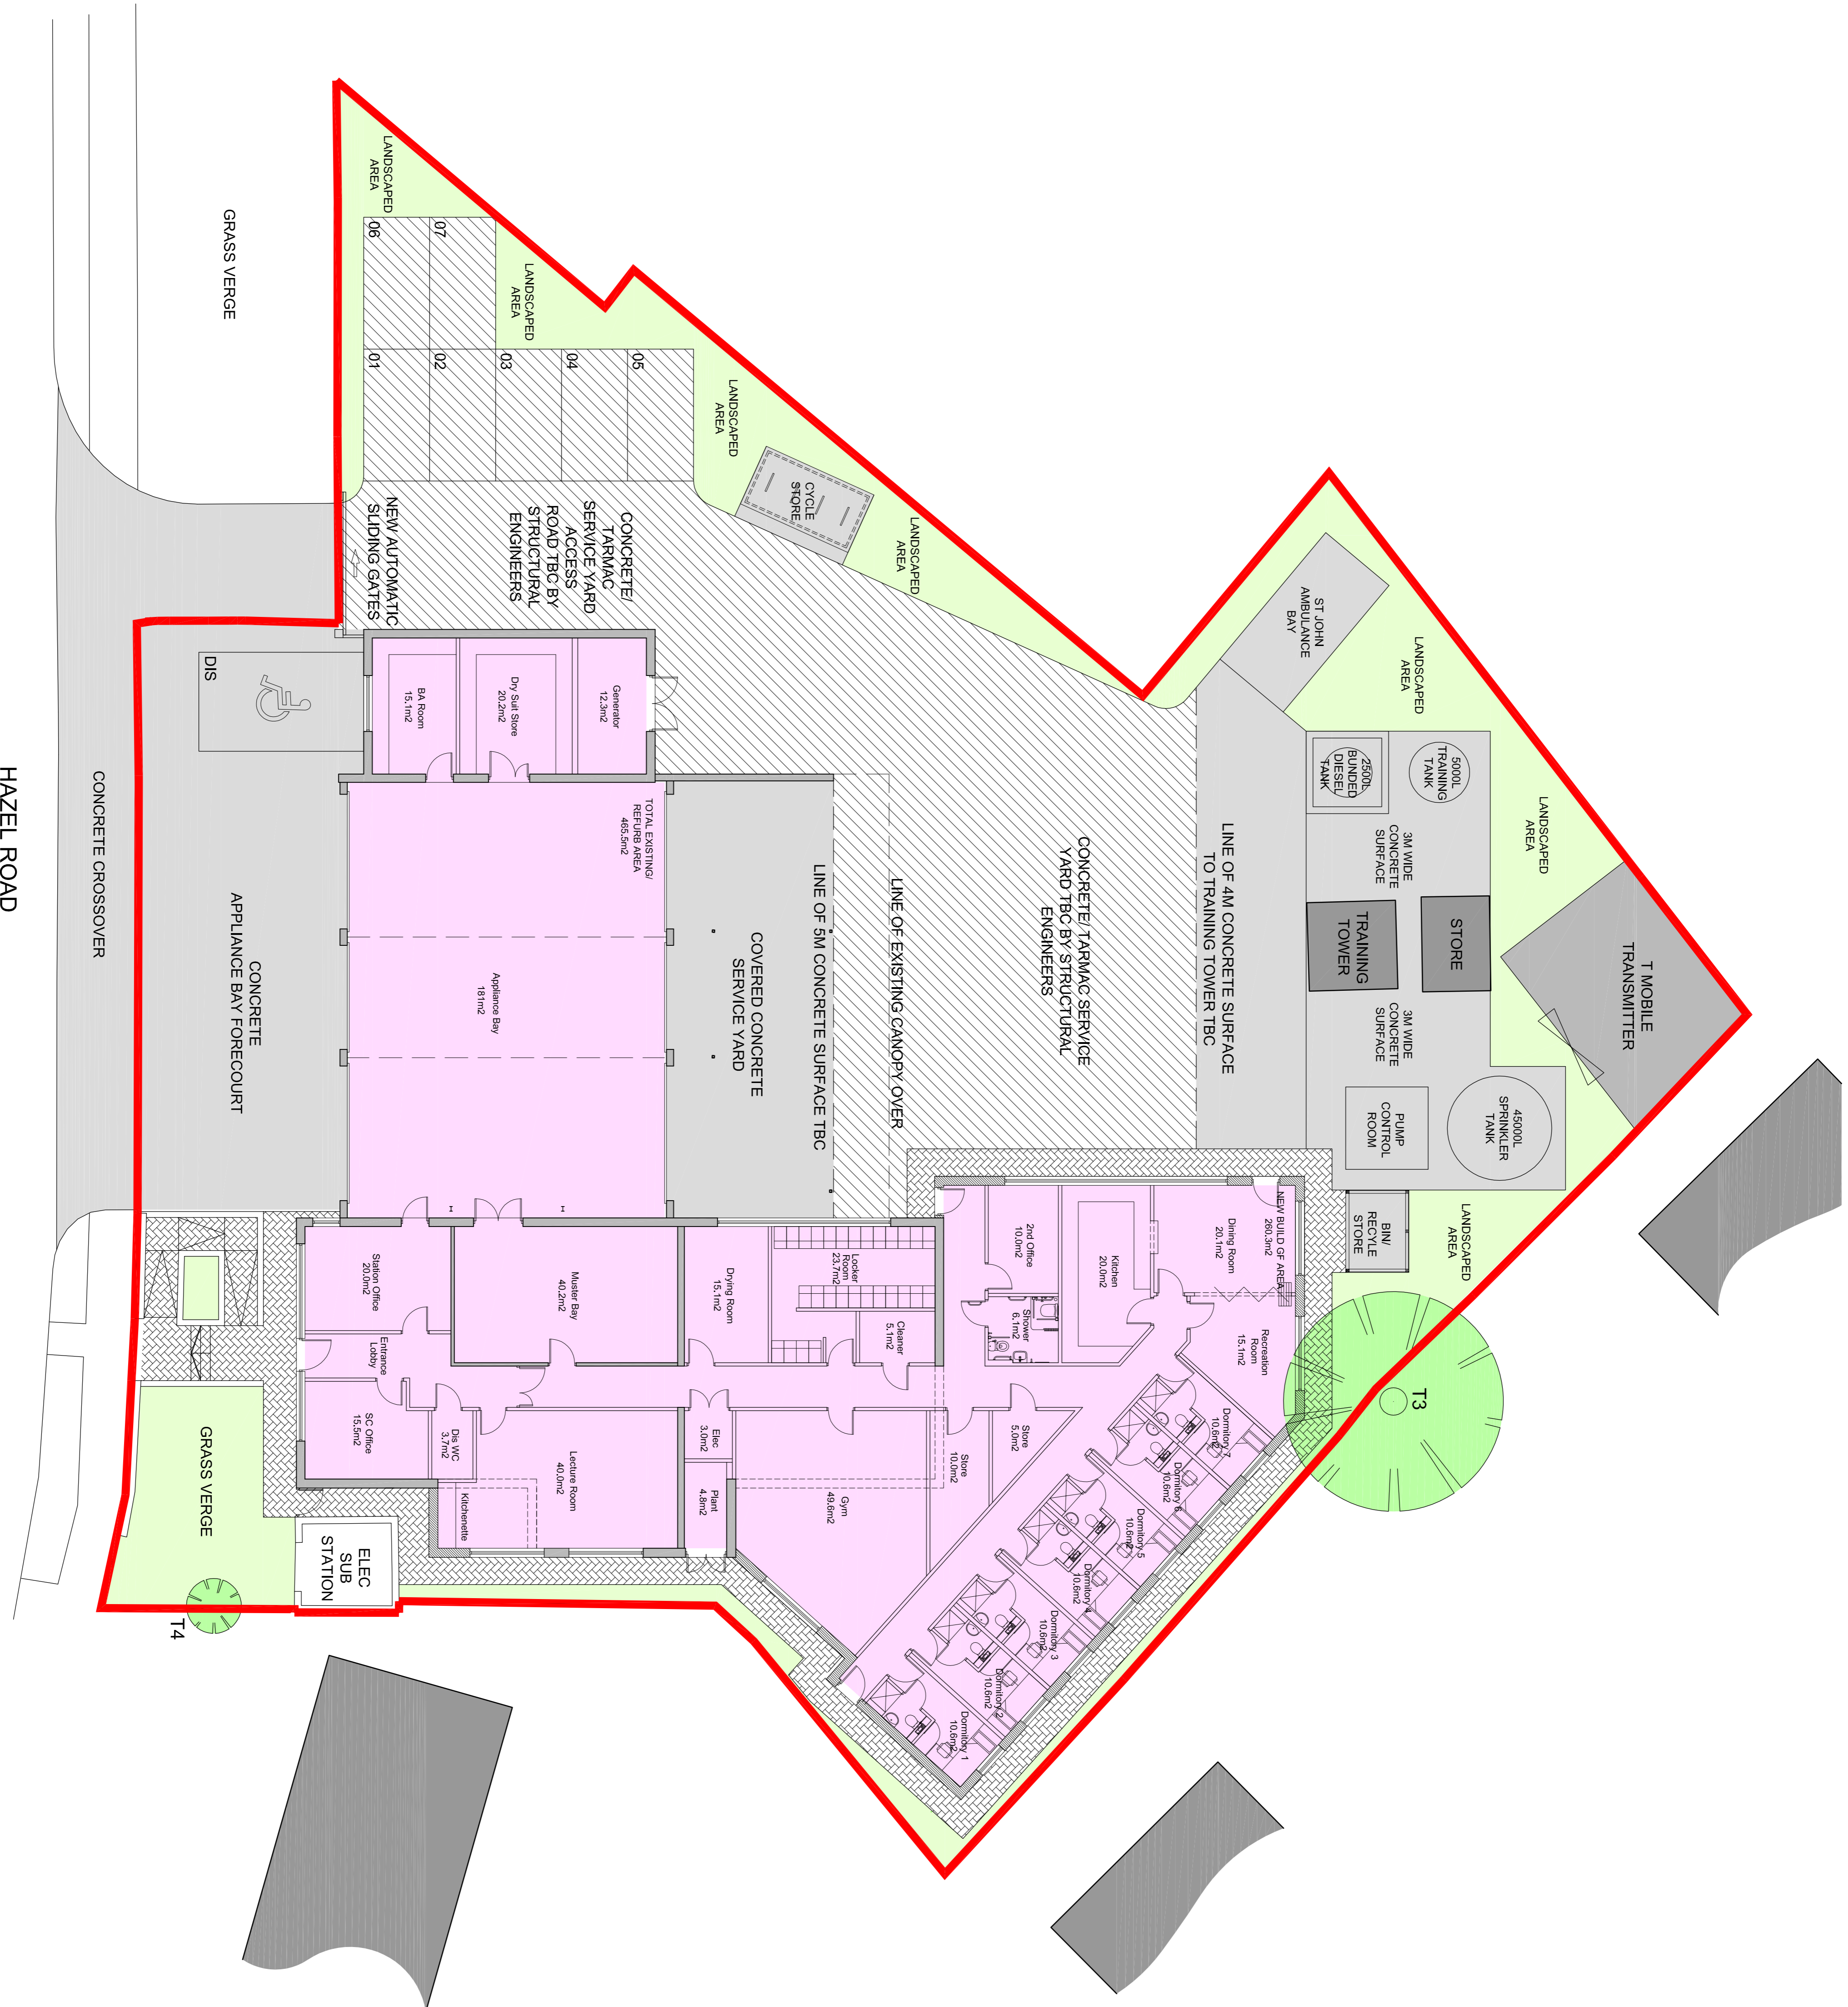 T MOBILE
TRANSMITTER
LANDSCAPED
AREA
LANDSCAPED
AREA
ST JOHN
AMBULANCE
BAY
5000L
TRAINING
TANK
2500L
BUNDED
DIESEL
TANK
3M WIDE
CONCRETE
SURFACE
STORE
TRAINING
TOWER
3M WIDE
CONCRETE
SURFACE
45000L
SPRINKLER
TANK
PUMP
CONTROL
ROOM
BIN/
RECYLE
STORE
LANDSCAPED
AREA
T3
LINE OF 4M CONCRETE SURFACE
TO TRAINING TOWER TBC
CONCRETE/ TARMAC SERVICE
YARD TBC BY STRUCTURAL
ENGINEERS
LINE OF EXISTING CANOPY OVER
LINE OF 5M CONCRETE SURFACE TBC
COVERED CONCRETE
SERVICE YARD
LANDSCAPED
AREA
CYCLE
STORE
LANDSCAPED
AREA
05
04
03
02
01
07
06
LANDSCAPED
AREA
LANDSCAPED
AREA
CONCRETE/
TARMAC
SERVICE YARD
ACCESS
ROAD TBC BY
STRUCTURAL
ENGINEERS
NEW AUTOMATIC
SLIDING GATES
GRASS VERGE
Generator
12.3m2
Dry Suit Store
20.2m2
BA Room
15.1m2
DIS
TOTAL EXISTING/
REFURB AREA
465.5m2
Appliance Bay
181m2
NEW BUILD GF AREA
260.3m2
Dining Room
20.1m2
Kitchen
20.0m2
2nd Office
10.0m2
Shower
6.1m2
Recreation
Room
15.1m2
Dormitory 7
10.6m2
Dormitory 6
10.6m2
Dormitory 5
10.6m2
Dormitory 4
10.6m2
Dormitory 3
10.6m2
Dormitory 2
10.6m2
Dormitory 1
10.6m2
Store
5.0m2
Store
10.0m2
Gym
49.6m2
Locker
Room
23.7m2
Cleaner
5.1m2
Drying Room
15.1m2
Elec
3.0m2
Plant
4.8m2
Muster Bay
40.2m2
Lecture Room
40.0m2
Kitchenette
Dis WC
3.7m2
Station Office
20.0m2
Entrance
Lobby
SC Office
15.5m2
ELEC
SUB
STATION
GRASS VERGE
T4
CONCRETE
APPLIANCE BAY FORECOURT
CONCRETE CROSSOVER
HAZEL ROAD